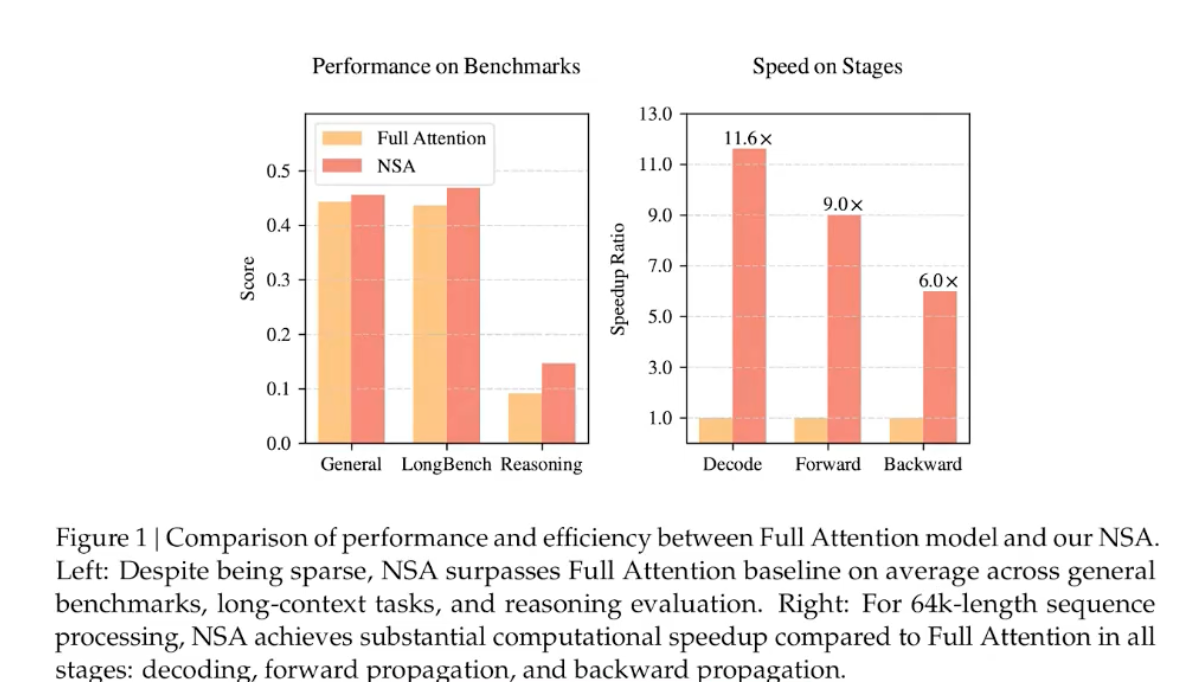 Performance on Benchmarks
Full Attention
NSA
Score
0.5
0.4
0.3
0.2
0.1
0.0
General LongBench Reasoning
Speed on Stages
Speedup Ratio
13.0
11.0
9.0
7.0
5.0
3.0
1.0
11.6×
9.0×
6.0×
Decode Forward Backward
Figure 1 | Comparison of performance and efficiency between Full Attention model and our NSA.
Left: Despite being sparse, NSA surpasses Full Attention baseline on average across general
benchmarks, long-context tasks, and reasoning evaluation. Right: For 64k-length sequence
processing, NSA achieves substantial computational speedup compared to Full Attention in all
stages: decoding, forward propagation, and backward propagation.